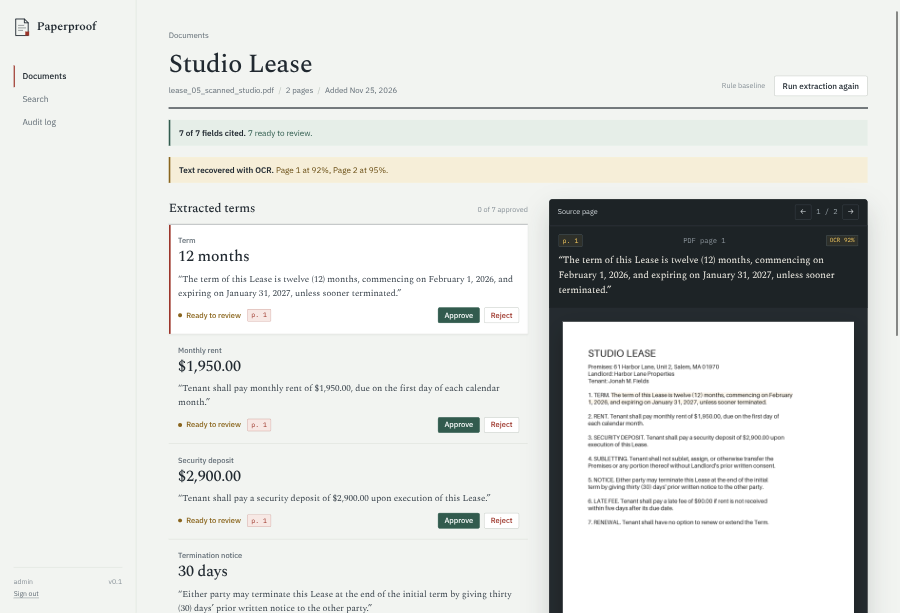 Paperproof
Documents
Search
Audit log
admin
v0.1
Sign out
Documents
Studio Lease
lease_05_scanned_studio.pdf / 2 pages / Added Nov 25, 2026
Rule baseline
Run extraction again
7 of 7 fields cited. 7 ready to review.
Text recovered with OCR. Page 1 at 92%, Page 2 at 95%.
Extracted terms
0 of 7 approved
Term
12 months
“The term of this Lease is twelve (12) months, commencing on February 1, 2026, and
expiring on January 31, 2027, unless sooner terminated.”
Ready to review
p. 1
Approve
Reject
Monthly rent
$1,950.00
“Tenant shall pay monthly rent of $1,950.00, due on the first day of each calendar
month.”
Ready to review
p. 1
Approve
Reject
Security deposit
$2,900.00
“Tenant shall pay a security deposit of $2,900.00 upon execution of this Lease.”
Ready to review
p. 1
Approve
Reject
Termination notice
30 days
“Either party may terminate this Lease at the end of the initial term by giving thirty
(30) days’ prior written notice to the other party.”
Source page
← 1 / 2 →
p. 1
PDF page 1
OCR 92%
“The term of this Lease is twelve (12) months, commencing on
February 1, 2026, and expiring on January 31, 2027, unless sooner
terminated.”
STUDIO LEASE
Premises: 61 Harbor Lane, Unit 2, Salem, MA 01970
Landlord: Harbor Lane Properties
Tenant: Jonah M. Fields
1. TERM. The term of this Lease is twelve (12) months, commencing on February
1, 2026, and expiring on January 31, 2027, unless sooner terminated.
2. RENT. Tenant shall pay monthly rent of $1,950.00, due on the first day of
each calendar month.
3. SECURITY DEPOSIT. Tenant shall pay a security deposit of $2,900.00 upon
execution of this Lease.
4. SUBLETTING. Tenant shall not sublet, assign, or otherwise transfer the
Premises or any portion thereof without Landlord's prior written consent.
5. NOTICE. Either party may terminate this Lease at the end of the initial
term by giving thirty (30) days' prior written notice to the other party.
6. LATE FEE. Tenant shall pay a late fee of $90.00 if rent is not received
within five days after its due date.
7. RENEWAL. Tenant shall have no option to renew or extend the Term.